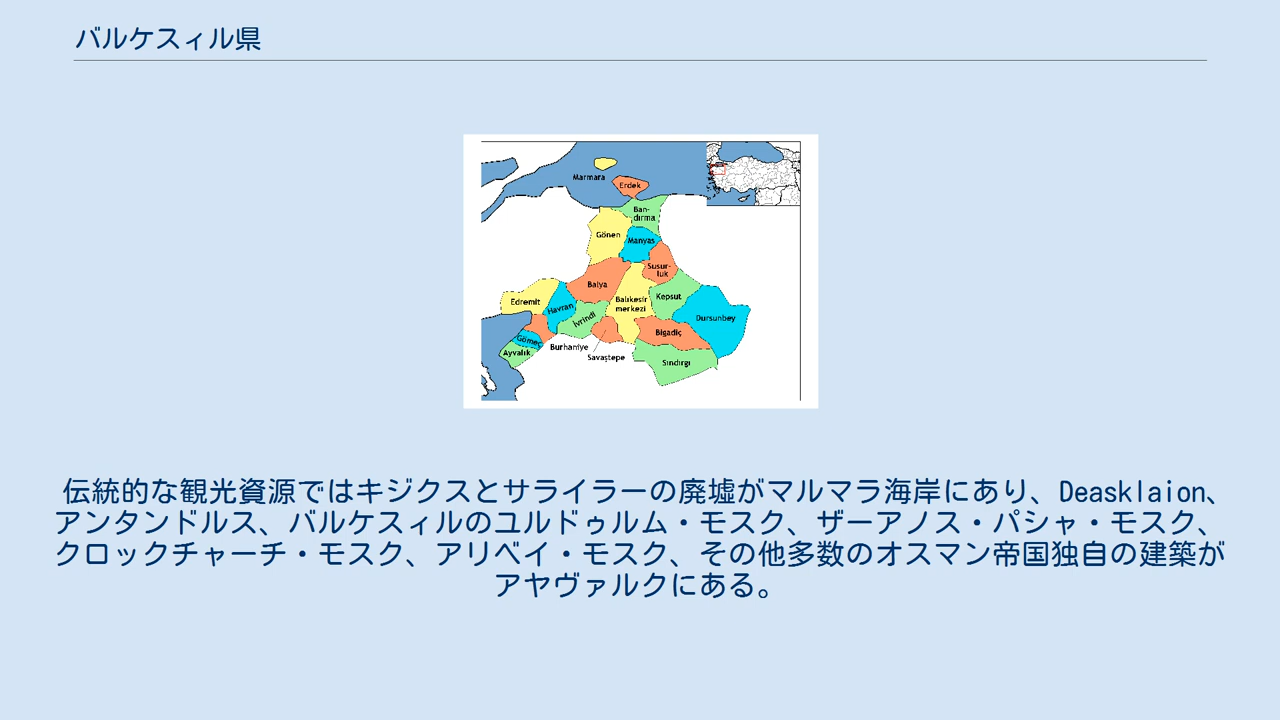 バルケスィル県
Marmara
Erdek
Ban-
dırma
Gönen
Manyas
Susur-
luk
Balya
Edremit
Havran
İvrindi
Balıkesir
merkezi
Kepsut
Dursunbey
Gömeç
Ayvalık
Burhaniye
Savaştepe
Bigadiç
Sındırgı
伝統的な観光資源ではキジクスとサライラーの廃墟がマルマラ海岸にあり、Deasklaion、
アンタンドルス、バルケスィルのユルドゥルム・モスク、ザーアノス・パシャ・モスク、
クロックチャーチ・モスク、アリベイ・モスク、その他多数のオスマン帝国独自の建築が
アヤヴァルクにある。